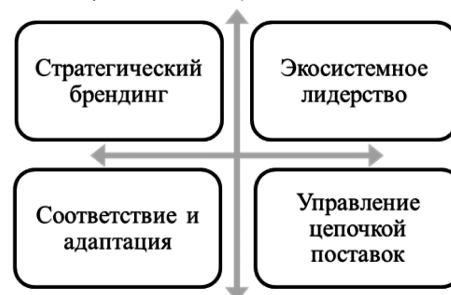 Стратегический
брендинг
Экосистемное
лидерство
Соответствие и
адаптация
Управление
цепочкой
поставок